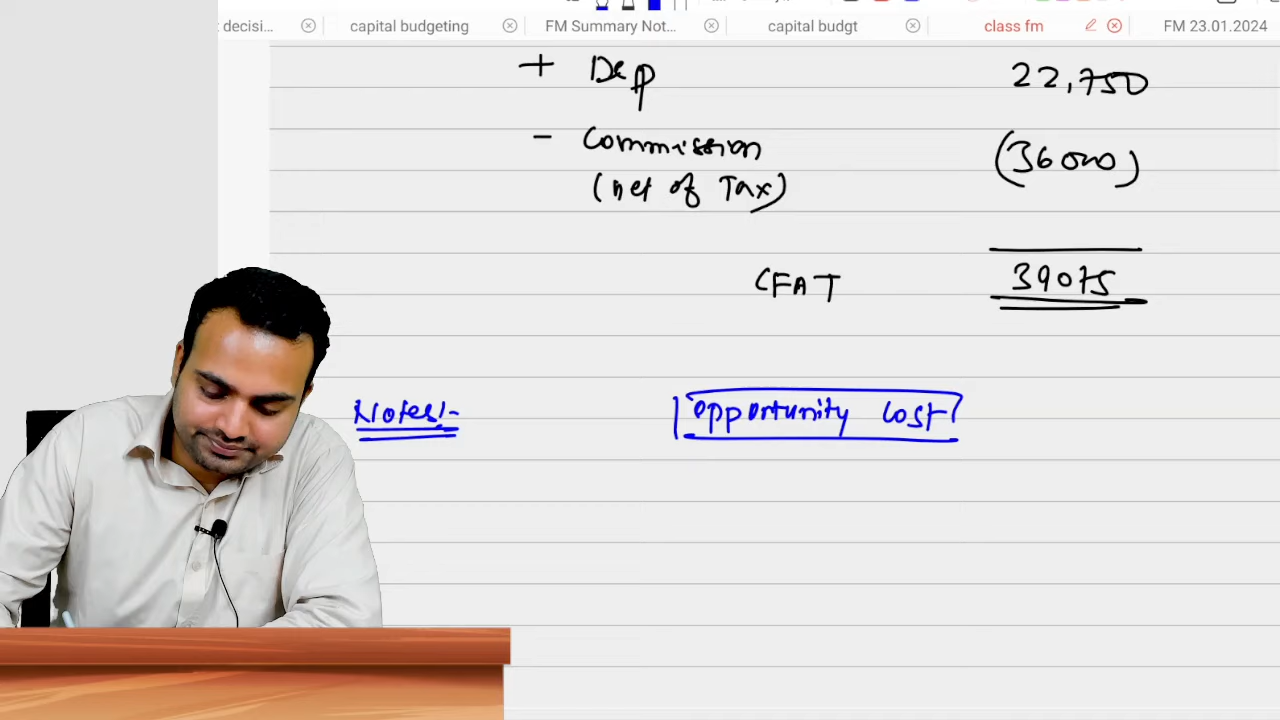 decisi...
capital budgeting
FM Summary Not...
capital budgt
class fm
FM 23.01.2024
+ Dep 22,750
- Commission (36000)
(net of Tax)
CFAT 39075
Notes:-
opportunity cost